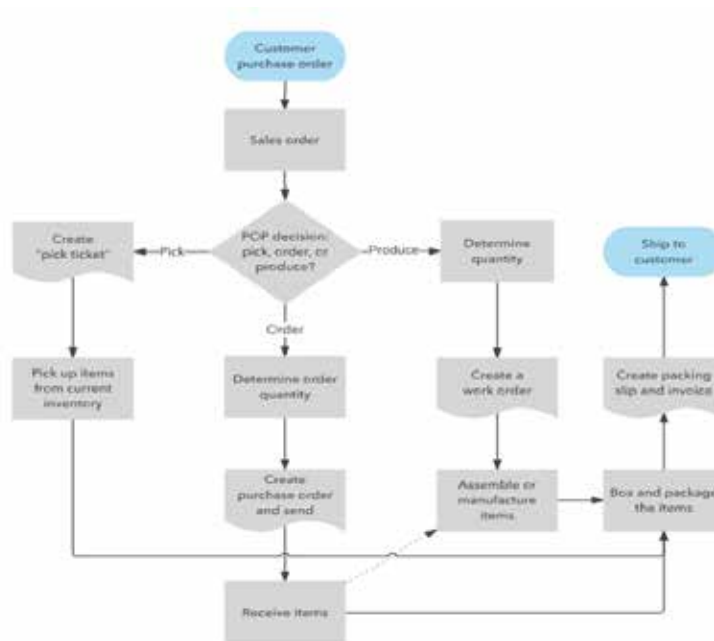 Customer
purchase order
Sales order
POP decision:
pick, order, or
produce?
Pick
Produce
Order
Create
"pick ticket"
Determine
quantity
Ship to
customer
Pick up items
from current
inventory
Determine order
quantity
Create a
work order
Create packing
slip and invoice
Create
purchase order
and send
Assemble or
manufacture
items
Box and package
the items
Receive items